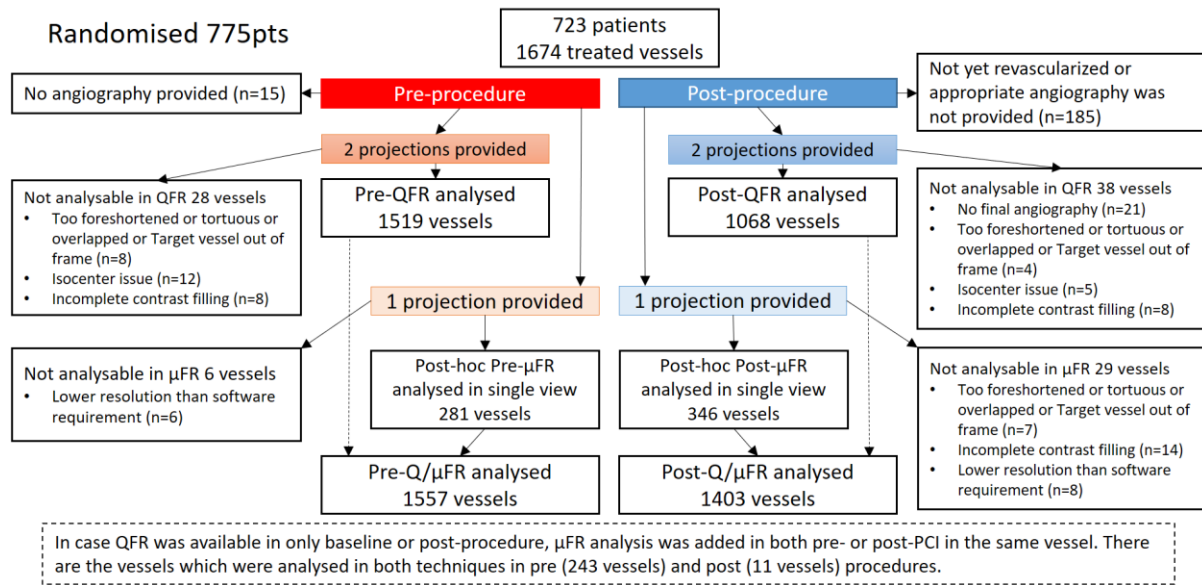 Randomised 775pts
723 patients
1674 treated vessels
No angiography provided (n=15)
Pre-procedure
Post-procedure
Not yet revascularized or
appropriate angiography was
not provided (n=185)
2 projections provided
2 projections provided
Not analysable in QFR 28 vessels
• Too foreshortened or tortuous or
overlapped or Target vessel out of
frame (n=8)
• Isocenter issue (n=12)
• Incomplete contrast filling (n=8)
Pre-QFR analysed
1519 vessels
Post-QFR analysed
1068 vessels
Not analysable in QFR 38 vessels
• No final angiography (n=21)
• Too foreshortened or tortuous or
overlapped or Target vessel out of
frame (n=4)
• Isocenter issue (n=5)
• Incomplete contrast filling (n=8)
1 projection provided
1 projection provided
Not analysable in μFR 6 vessels
• Lower resolution than software
requirement (n=6)
Post-hoc Pre-μFR
analysed in single view
281 vessels
Post-hoc Post-μFR
analysed in single view
346 vessels
Not analysable in μFR 29 vessels
• Too foreshortened or tortuous or
overlapped or Target vessel out of
frame (n=7)
• Incomplete contrast filling (n=14)
• Lower resolution than software
requirement (n=8)
Pre-Q/μFR analysed
1557 vessels
Post-Q/μFR analysed
1403 vessels
In case QFR was available in only baseline or post-procedure, μFR analysis was added in both pre- or post-PCI in the same vessel. There
are the vessels which were analysed in both techniques in pre (243 vessels) and post (11 vessels) procedures.